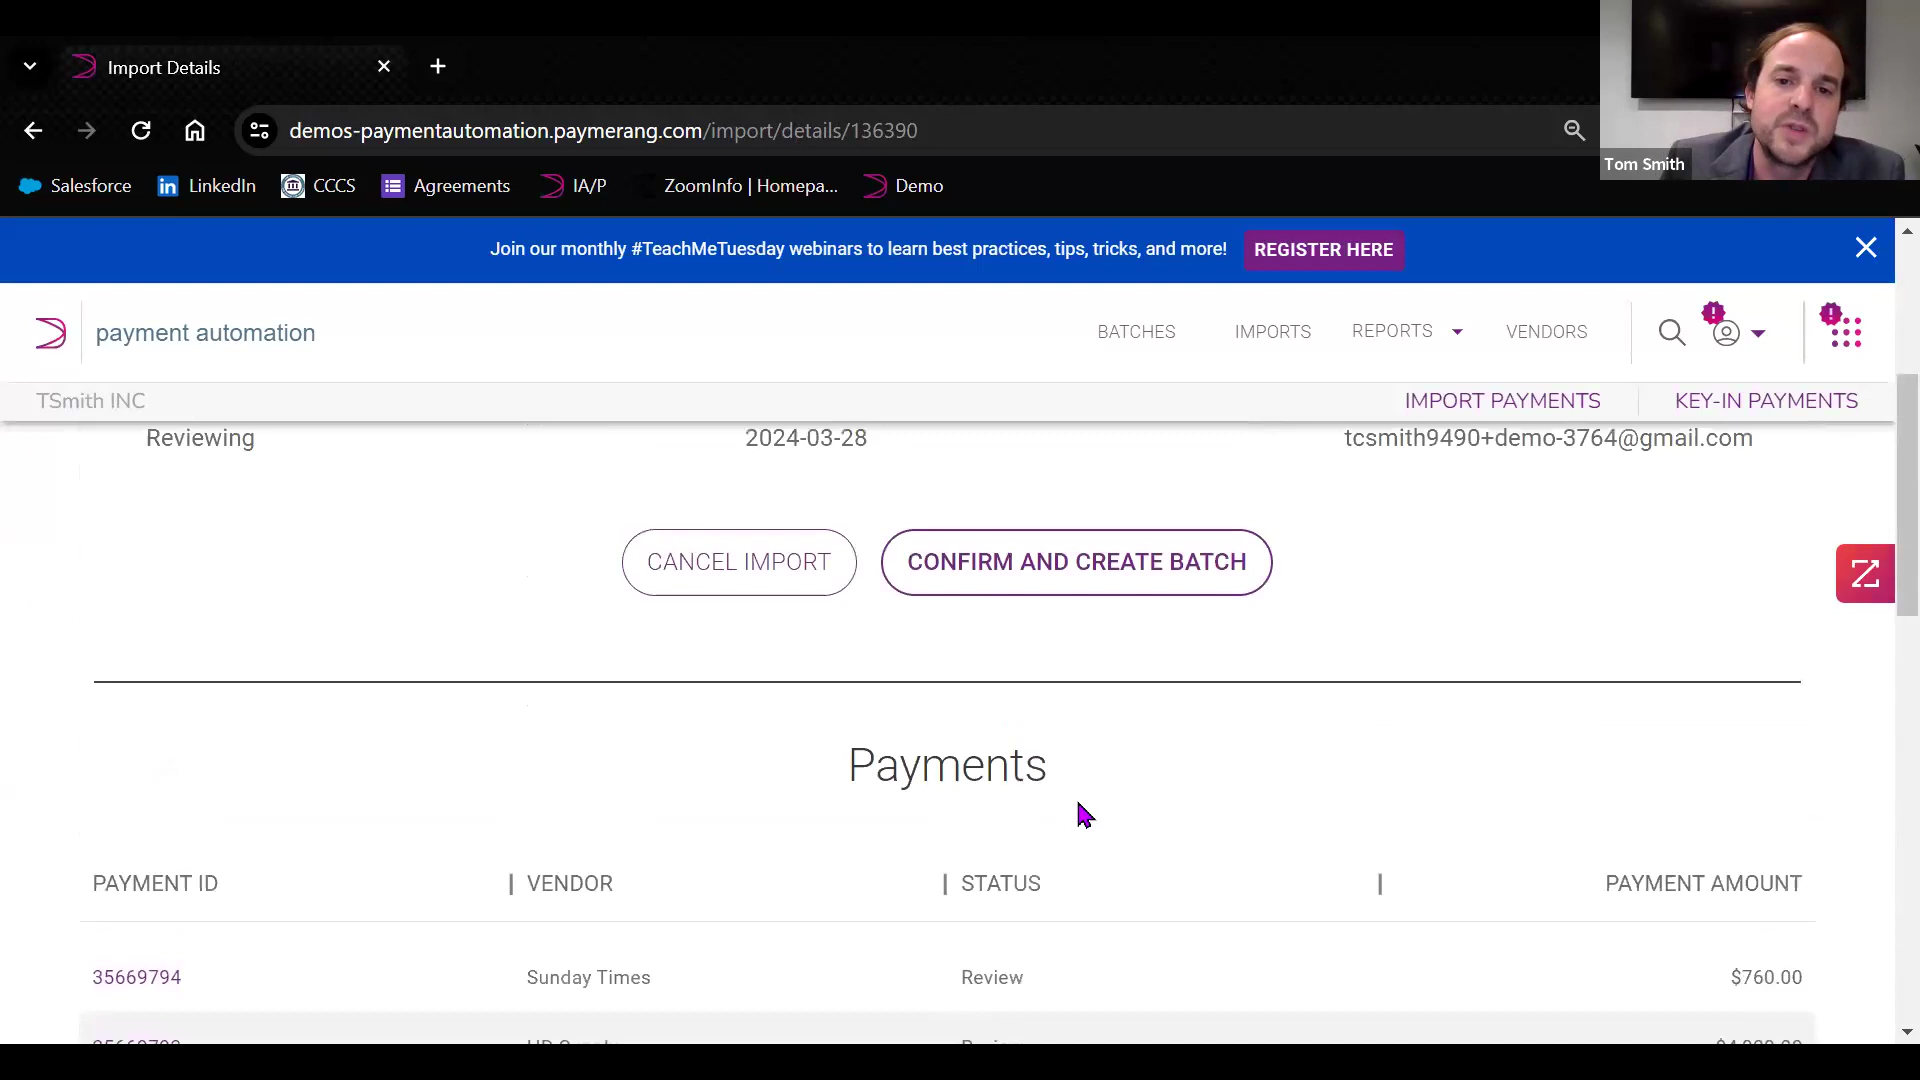 Import Details
demos-paymentautomation.paymerang.com/import/details/136390
Tom Smith
Salesforce LinkedIn CCCS Agreements IA/P ZoomInfo | Homepa... Demo
Join our monthly #TeachMeTuesday webinars to learn best practices, tips, tricks, and more! REGISTER HERE
payment automation BATCHES IMPORTS REPORTS VENDORS
TSmith INC IMPORT PAYMENTS KEY-IN PAYMENTS
Reviewing 2024-03-28 tcsmith9490+demo-3764@gmail.com
CANCEL IMPORT CONFIRM AND CREATE BATCH
Payments
PAYMENT ID | VENDOR | STATUS | PAYMENT AMOUNT
35669794 Sunday Times Review $760.00